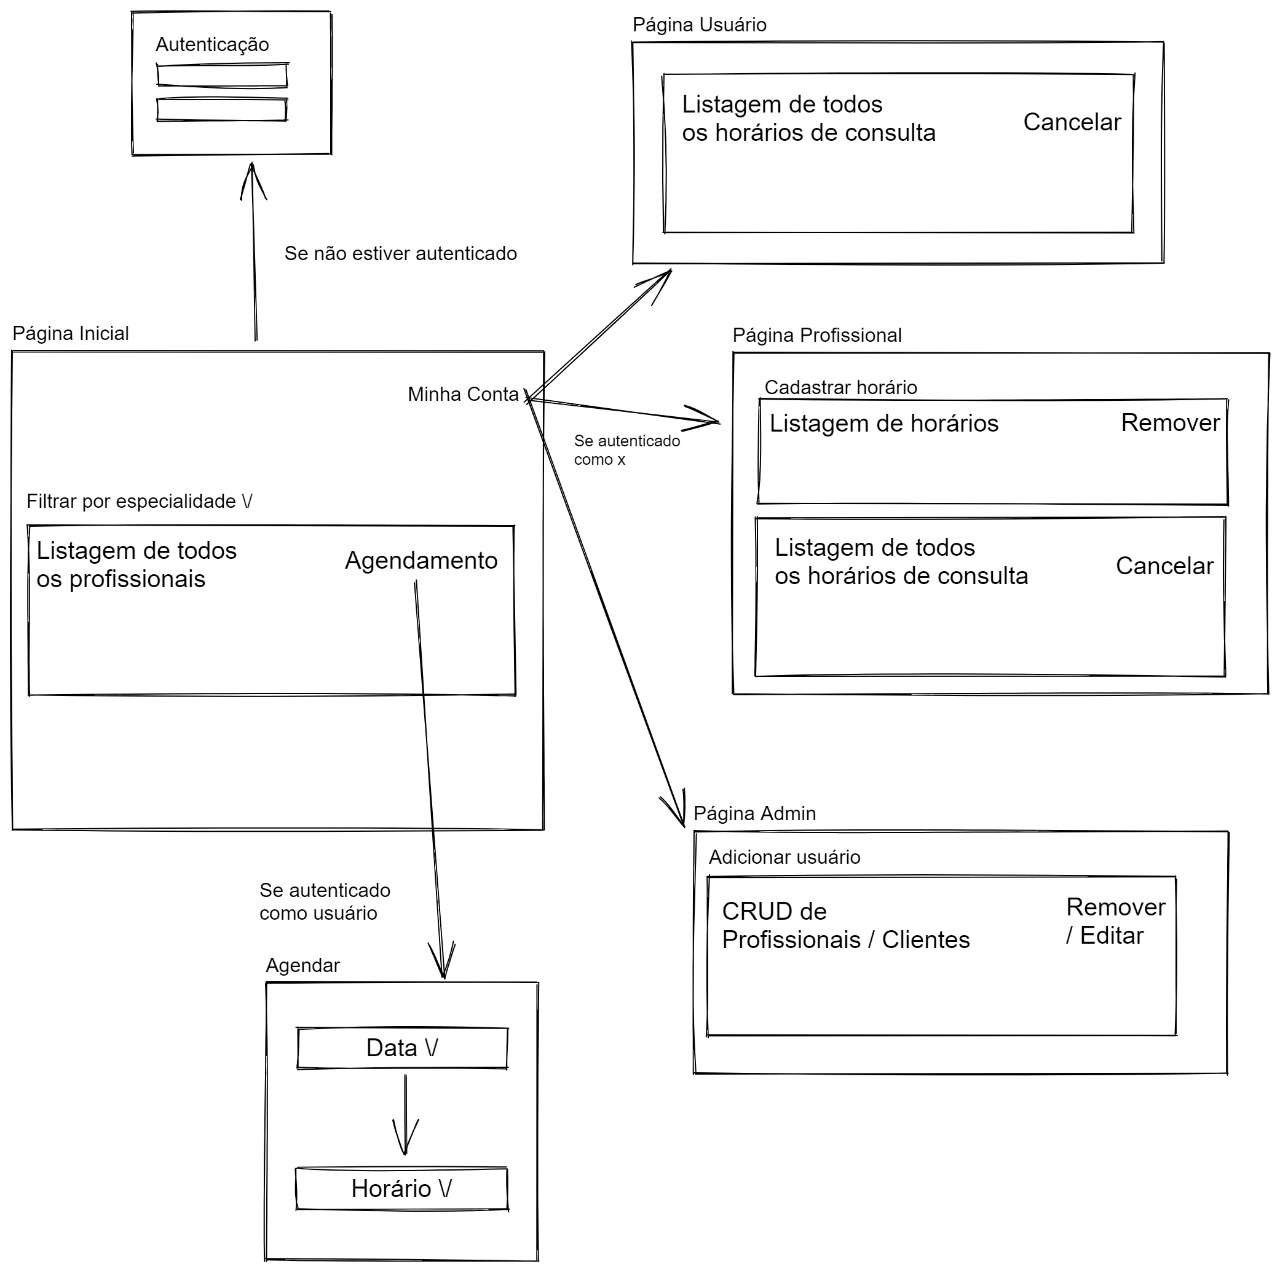 Autenticação
Se não estiver autenticado
Página Inicial
Minha Conta
Filtrar por especialidade \/
Listagem de todos
os profissionais
Agendamento
Se autenticado
como usuário
Agendar
Data \/
Horário \/
Página Usuário
Listagem de todos
os horários de consulta
Cancelar
Se autenticado
como x
Página Profissional
Cadastrar horário
Listagem de horários
Remover
Listagem de todos
os horários de consulta
Cancelar
Página Admin
Adicionar usuário
CRUD de
Profissionais / Clientes
Remover
/ Editar